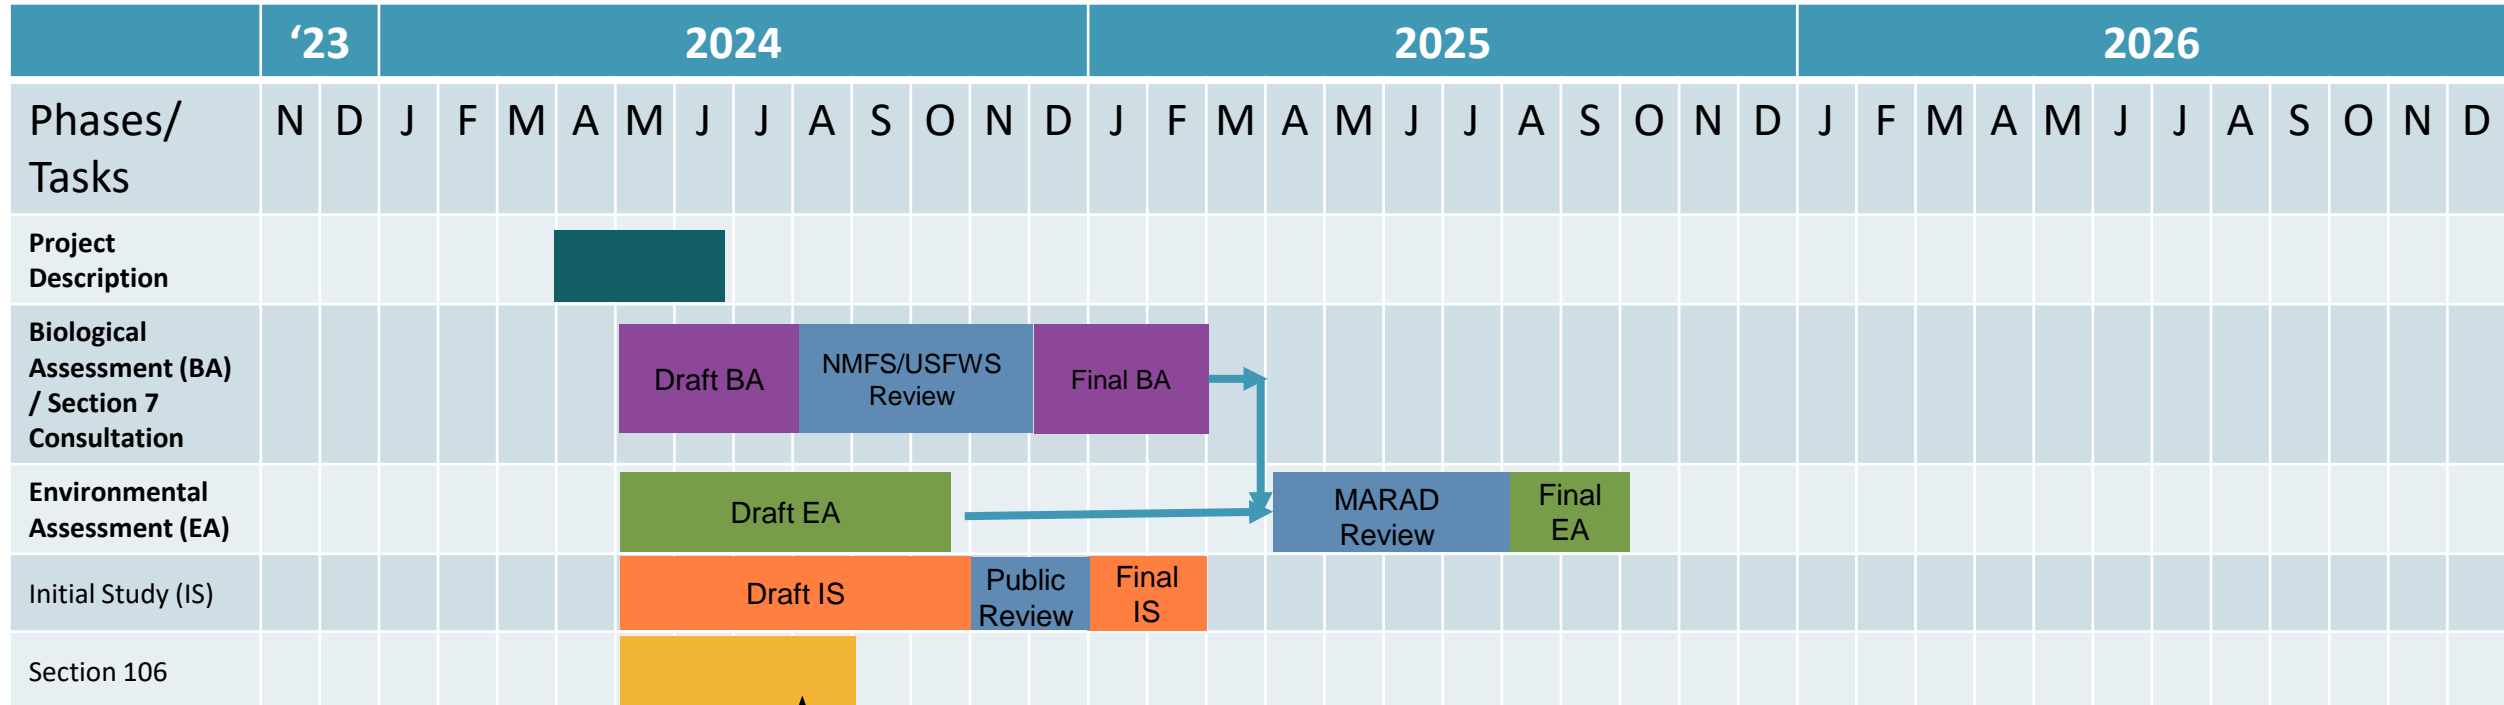 ‘23 2024 2025 2026
Phases/ N D J F M A M J J A S O N D J F M A M J J A S O N D J F M A M J J A S O N D
Tasks
Project
Description
Biological
Assessment (BA)
/ Section 7
Consultation
Draft BA
NMFS/USFWS
Review
Final BA
Environmental
Assessment (EA)
Draft EA
MARAD
Review
Final
EA
Initial Study (IS)
Draft IS
Public
Review
Final
IS
Section 106